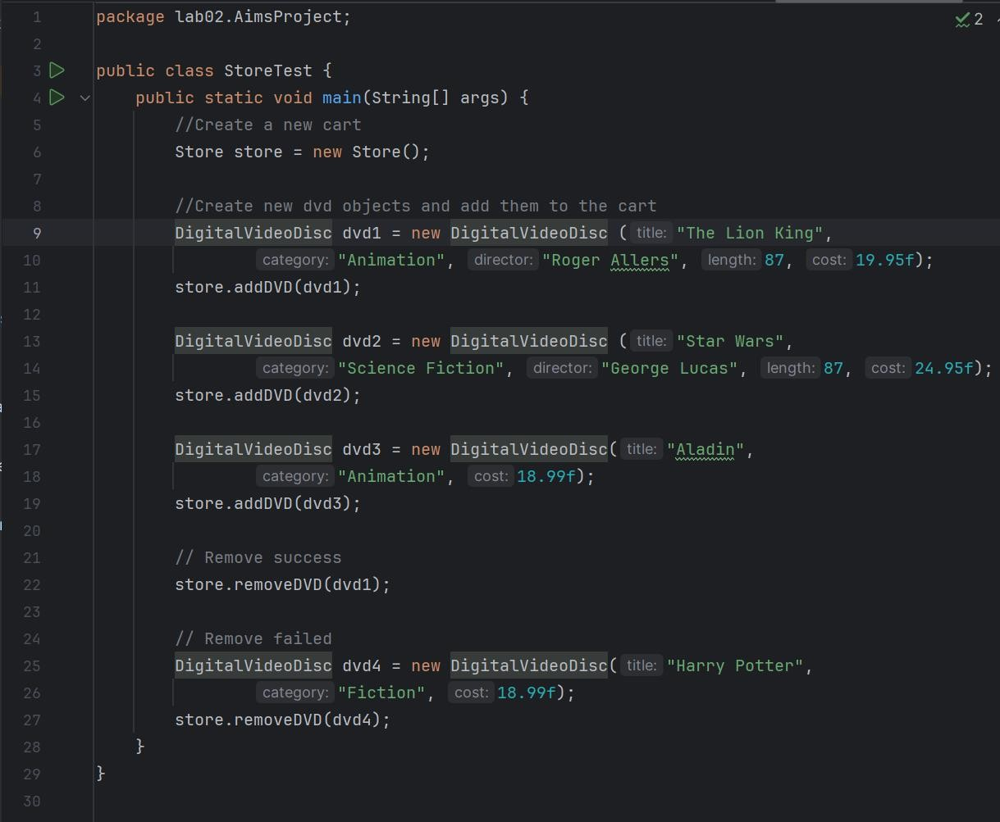 1 package lab02.AimsProject; 2
2
3 public class StoreTest {
4 public static void main(String[] args) {
5 //Create a new cart
6 Store store = new Store();
7
8 //Create new dvd objects and add them to the cart
9 DigitalVideoDisc dvd1 = new DigitalVideoDisc ( title: "The Lion King",
10 category: "Animation", director: "Roger Allers", length: 87, cost: 19.95f);
11 store.addDVD(dvd1);
12
13 DigitalVideoDisc dvd2 = new DigitalVideoDisc ( title: "Star Wars",
14 category: "Science Fiction", director: "George Lucas", length: 87, cost: 24.95f);
15 store.addDVD(dvd2);
16
17 DigitalVideoDisc dvd3 = new DigitalVideoDisc( title: "Aladin",
18 category: "Animation", cost: 18.99f);
19 store.addDVD(dvd3);
20
21 // Remove success
22 store.removeDVD(dvd1);
23
24 // Remove failed
25 DigitalVideoDisc dvd4 = new DigitalVideoDisc( title: "Harry Potter",
26 category: "Fiction", cost: 18.99f);
27 store.removeDVD(dvd4);
28 }
29 }
30